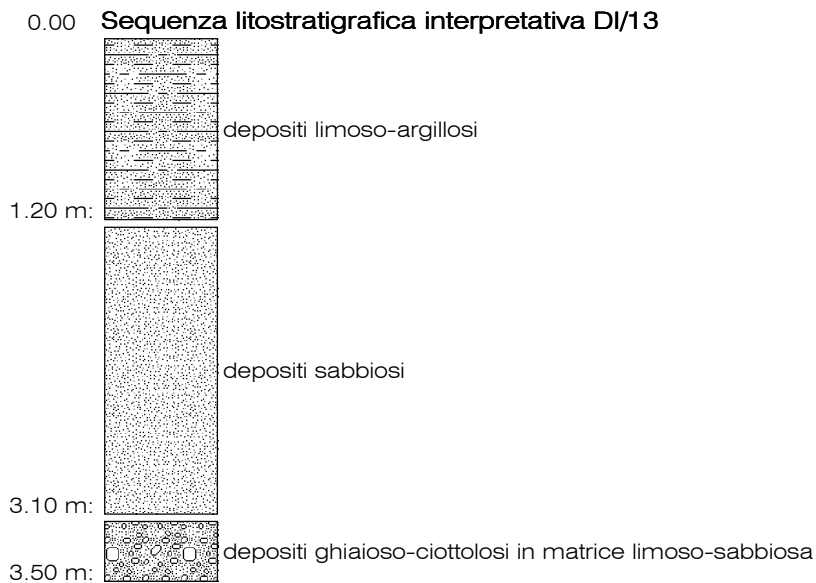 0.00 Sequenza litostratigrafica interpretativa DI/13
depositi limoso-argillosi
1.20 m:
depositi sabbiosi
3.10 m:
depositi ghiaioso-ciottolosi in matrice limoso-sabbiosa
3.50 m: